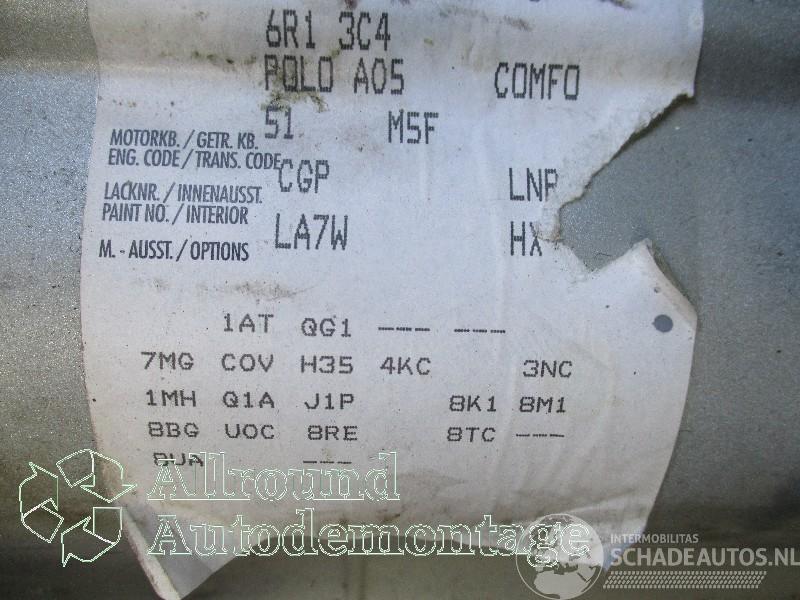 6R1 3C4
POLO A05 COMFO
51 M5F
MOTORKB. / GETR. KB.
ENG. CODE / TRANS. CODE CGP LNR
LACKNR. / INNENAUSST.
PAINT NO. / INTERIOR LA7W HX
M. - AUSST. / OPTIONS
1AT QG1 --- ---
7MG COV H35 4KC 3NC
1MH Q1A J1P 8K1 8M1
8BG UOC 8RE 8TC ---
8UA ---
Allround
Autodemontage
INTERMOBILITAS
SCHADEAUTOS.NL